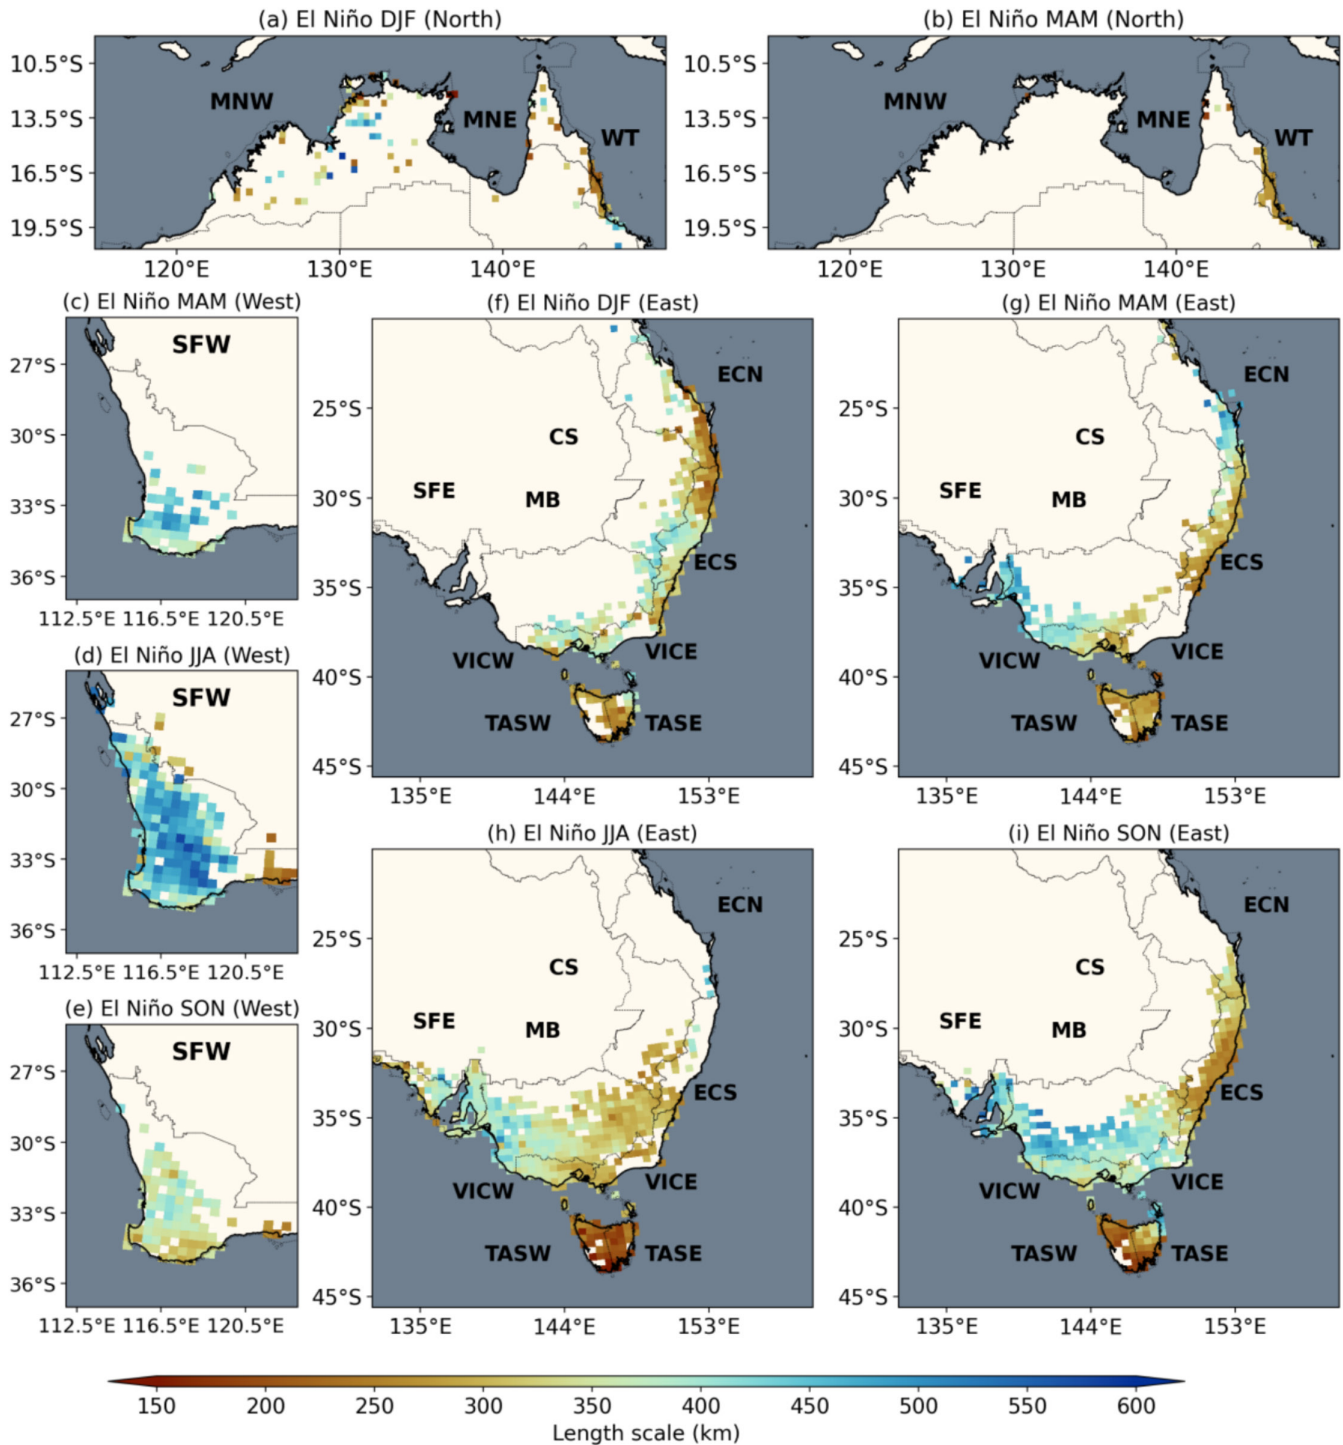 (a) El Niño DJF (North)
(b) El Niño MAM (North)
10.5°S
13.5°S
16.5°S
19.5°S
MNW
MNE
WT
120°E
130°E
140°E
10.5°S
13.5°S
16.5°S
19.5°S
MNW
MNE
WT
120°E
130°E
140°E
(c) El Niño MAM (West)
SFW
27°S
30°S
33°S
36°S
112.5°E 116.5°E 120.5°E
(f) El Niño DJF (East)
25°S
30°S
35°S
40°S
45°S
ECN
CS
SFE
MB
ECS
VICW
VICE
TASW
TASE
135°E
144°E
153°E
(g) El Niño MAM (East)
25°S
30°S
35°S
40°S
45°S
ECN
CS
SFE
MB
ECS
VICW
VICE
TASW
TASE
135°E
144°E
153°E
(d) El Niño JJA (West)
SFW
27°S
30°S
33°S
36°S
112.5°E 116.5°E 120.5°E
(e) El Niño SON (West)
SFW
27°S
30°S
33°S
36°S
112.5°E 116.5°E 120.5°E
(h) El Niño JJA (East)
25°S
30°S
35°S
40°S
45°S
ECN
CS
SFE
MB
ECS
VICW
VICE
TASW
TASE
135°E
144°E
153°E
(i) El Niño SON (East)
25°S
30°S
35°S
40°S
45°S
ECN
CS
SFE
MB
ECS
VICW
VICE
TASW
TASE
135°E
144°E
153°E
150 200 250 300 350 400 450 500 550 600
Length scale (km)